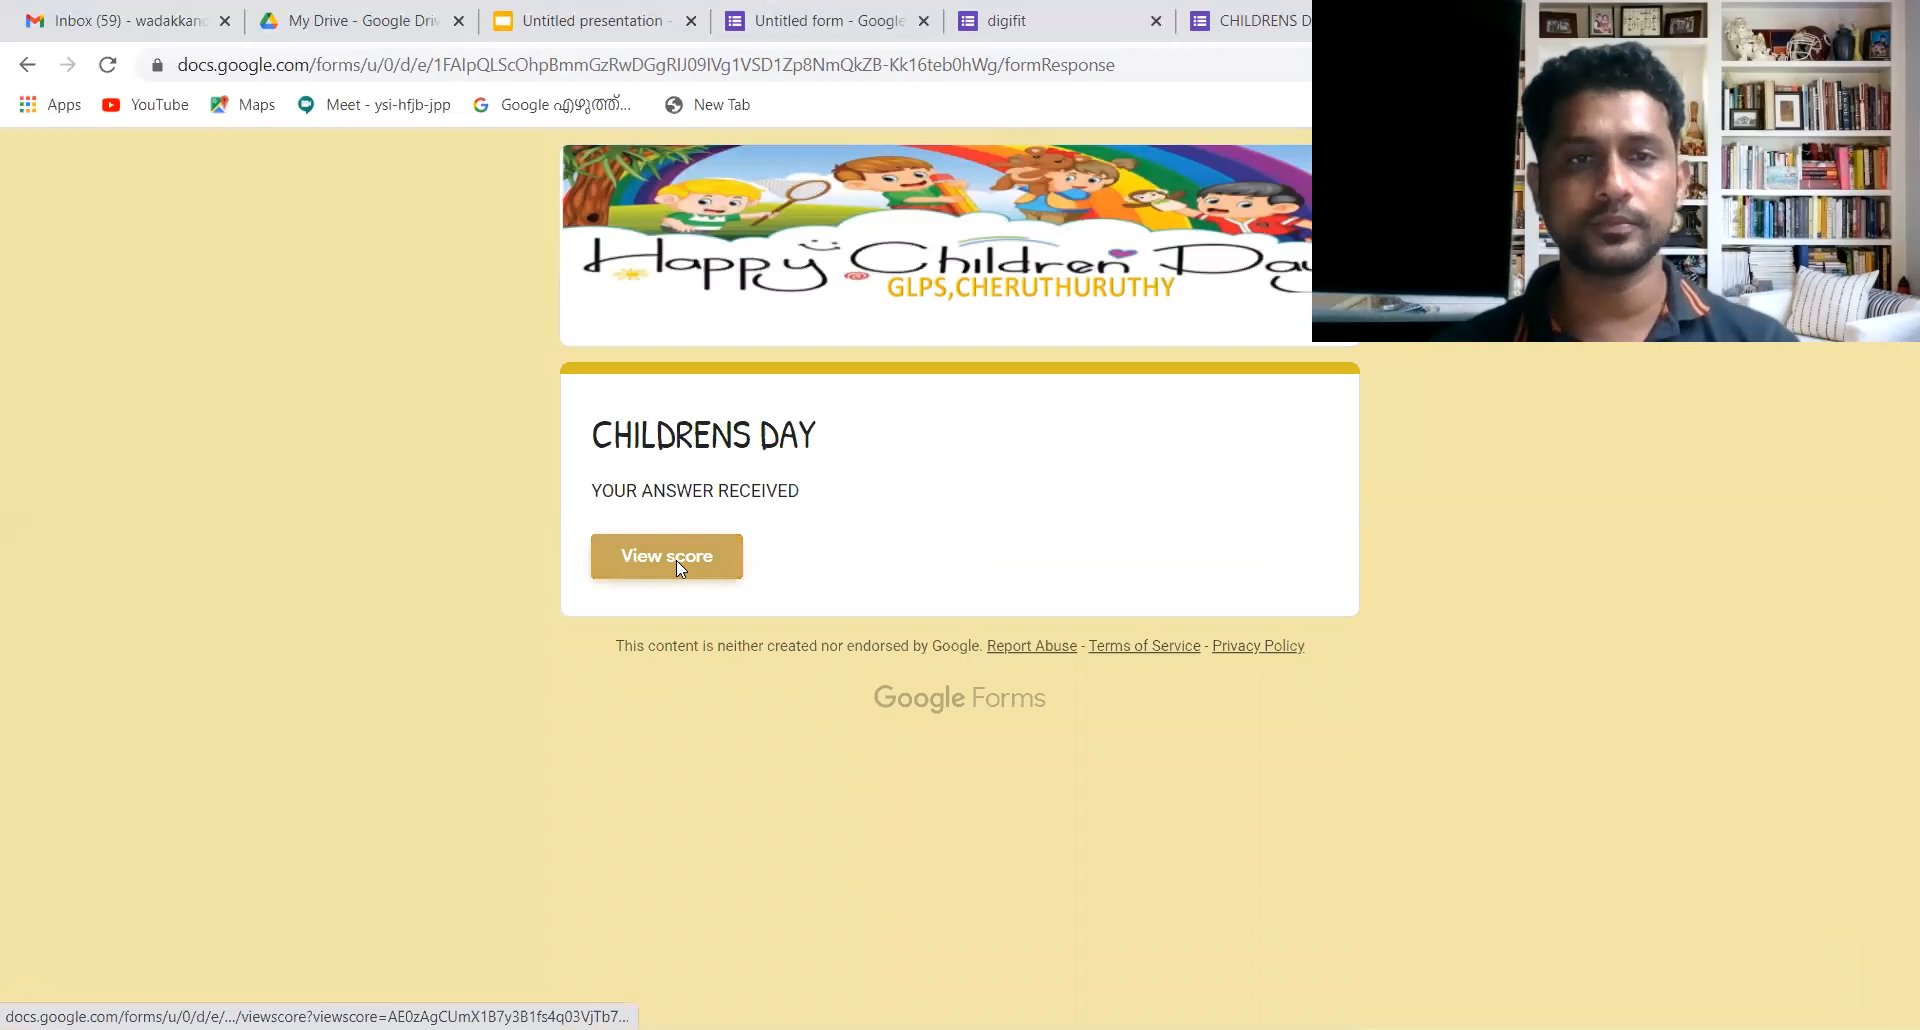 Inbox (59) - wadakkan
My Drive - Google Driv
Untitled presentation -
Untitled form - Google
digifit
CHILDRENS D
docs.google.com/forms/u/0/d/e/1FAIpQLScOhpBmmGzRwDGgRIJ09IVg1VSD1Zp8NmQkZB-Kk16teb0hWg/formResponse
Apps
YouTube
Maps
Meet - ysi-hfjb-jpp
Google എഴുത്ത്...
New Tab
Happy Children Day
GLPS,CHERUTHURUTHY
CHILDRENS DAY
YOUR ANSWER RECEIVED
View score
This content is neither created nor endorsed by Google. Report Abuse - Terms of Service - Privacy Policy
Google Forms
docs.google.com/forms/u/0/d/e/.../viewscore?viewscore=AE0zAgCUmX1B7y3B1fs4q03VjTb7...